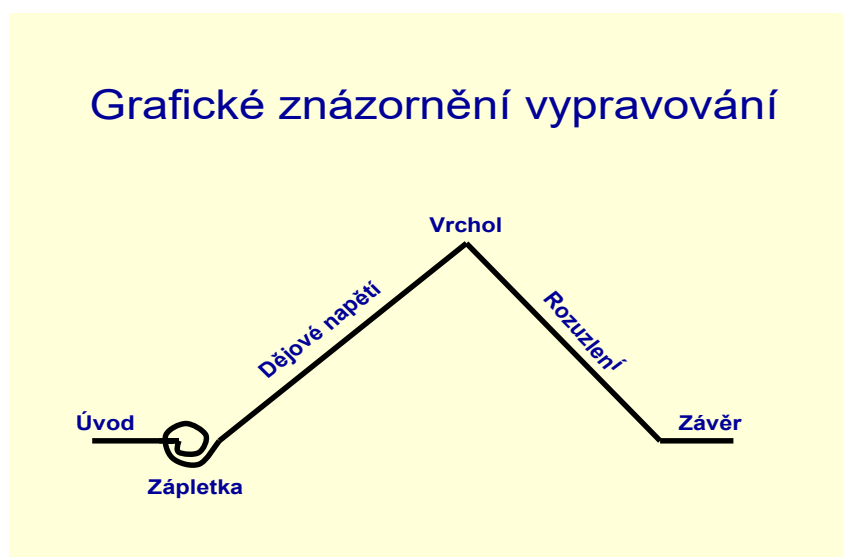 Grafické znázornění vypravování
Vrchol
Dějové napětí
Rozuzlení
Úvod
Závěr
Zápletka